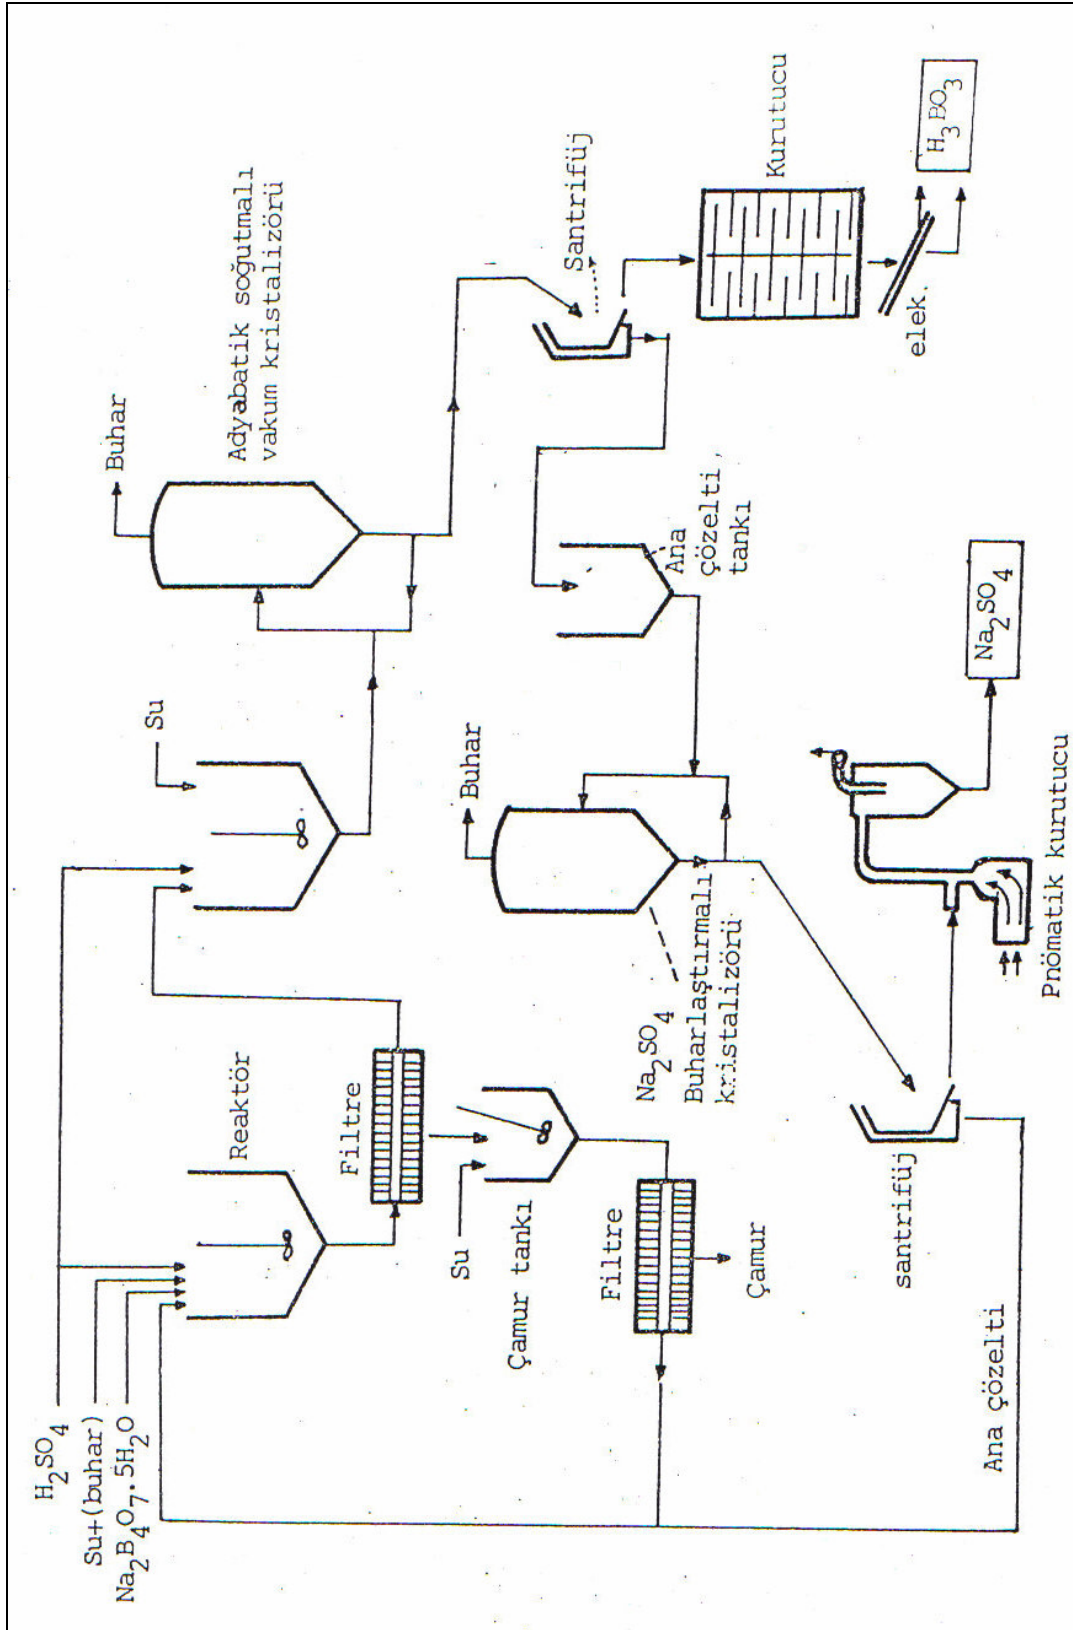 H2SO4
Su+(buhar)
Na2B4O7.5H2O
Reaktör
Filtre
Su
Çamur tankı
Filtre
Çamur
Su
Buhar
Adyabatik soğutmalı
vakum kristalizörü
Santrifüj
Kurutucu
elek.
H3BO3
Ana
çözelti
tankı
Buhar
Na2SO4
Buharlaştırmalı
kristalizörü
santrifüj
Ana çözelti
Pnömatik kurutucu
Na2SO4